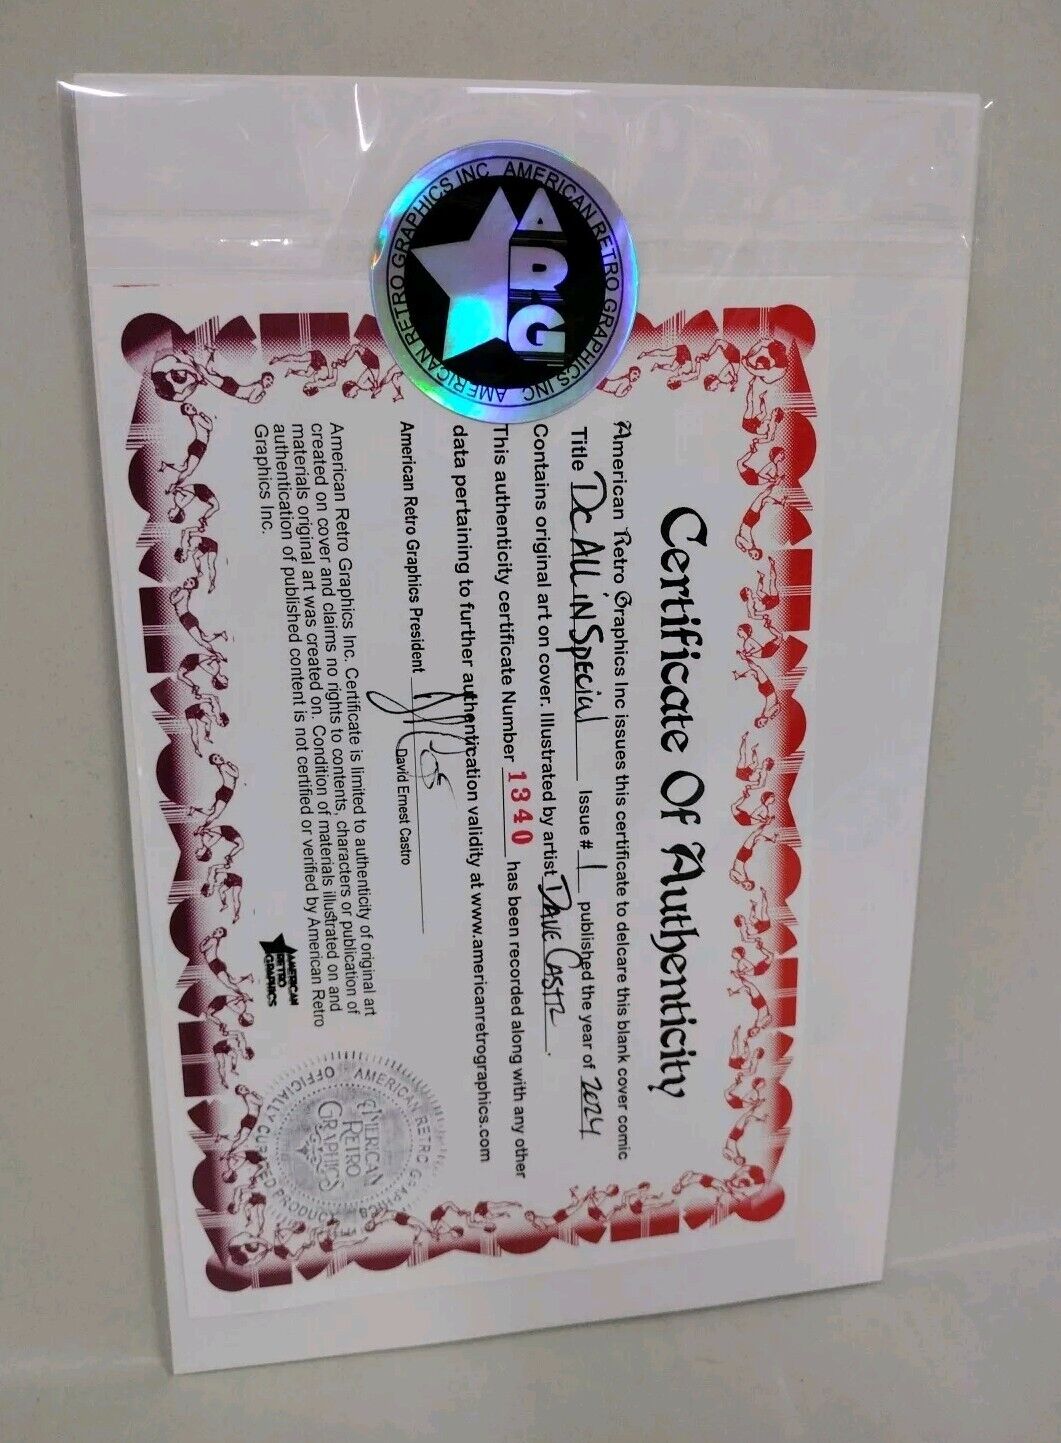 AMERICAN RETRO GRAPHICS INC. AMERICAN RETRO GRAPHICS INC.
ARG
Certificate Of Authenticity
American Retro Graphics Inc issues this certificate to delcare this blank cover comic
Title DC ALL iN SPECiAL Issue # 1 published the year of 2024
Contains original art on cover. Illustrated by artist DAVE CASTR.
This authenticity certificate Number 1340 has been recorded along with any other
data pertaining to further authentication validity at www.americanretrographics.com
American Retro Graphics President
David Ernest Castro
American Retro Graphics Inc. Certificate is limited to authenticity of original art
created on cover and claims no rights to contents, characters or publication of
materials original art was created on. Condition of materials illustrated on and
authentication of published content is not certified or verified by American Retro
Graphics Inc.
AMERICAN
RETRO
GRAPHICS
AMERICAN RETRO GRAPHICS
OFFICIALLY CURATED PRODUCT
AMERICAN
RETRO
GRAPHICS